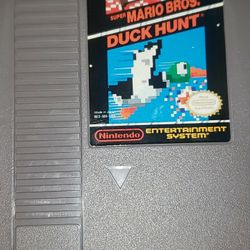 SUPER MARIO BROS.
DUCK HUNT
Nintendo
ENTERTAINMENT
SYSTEM